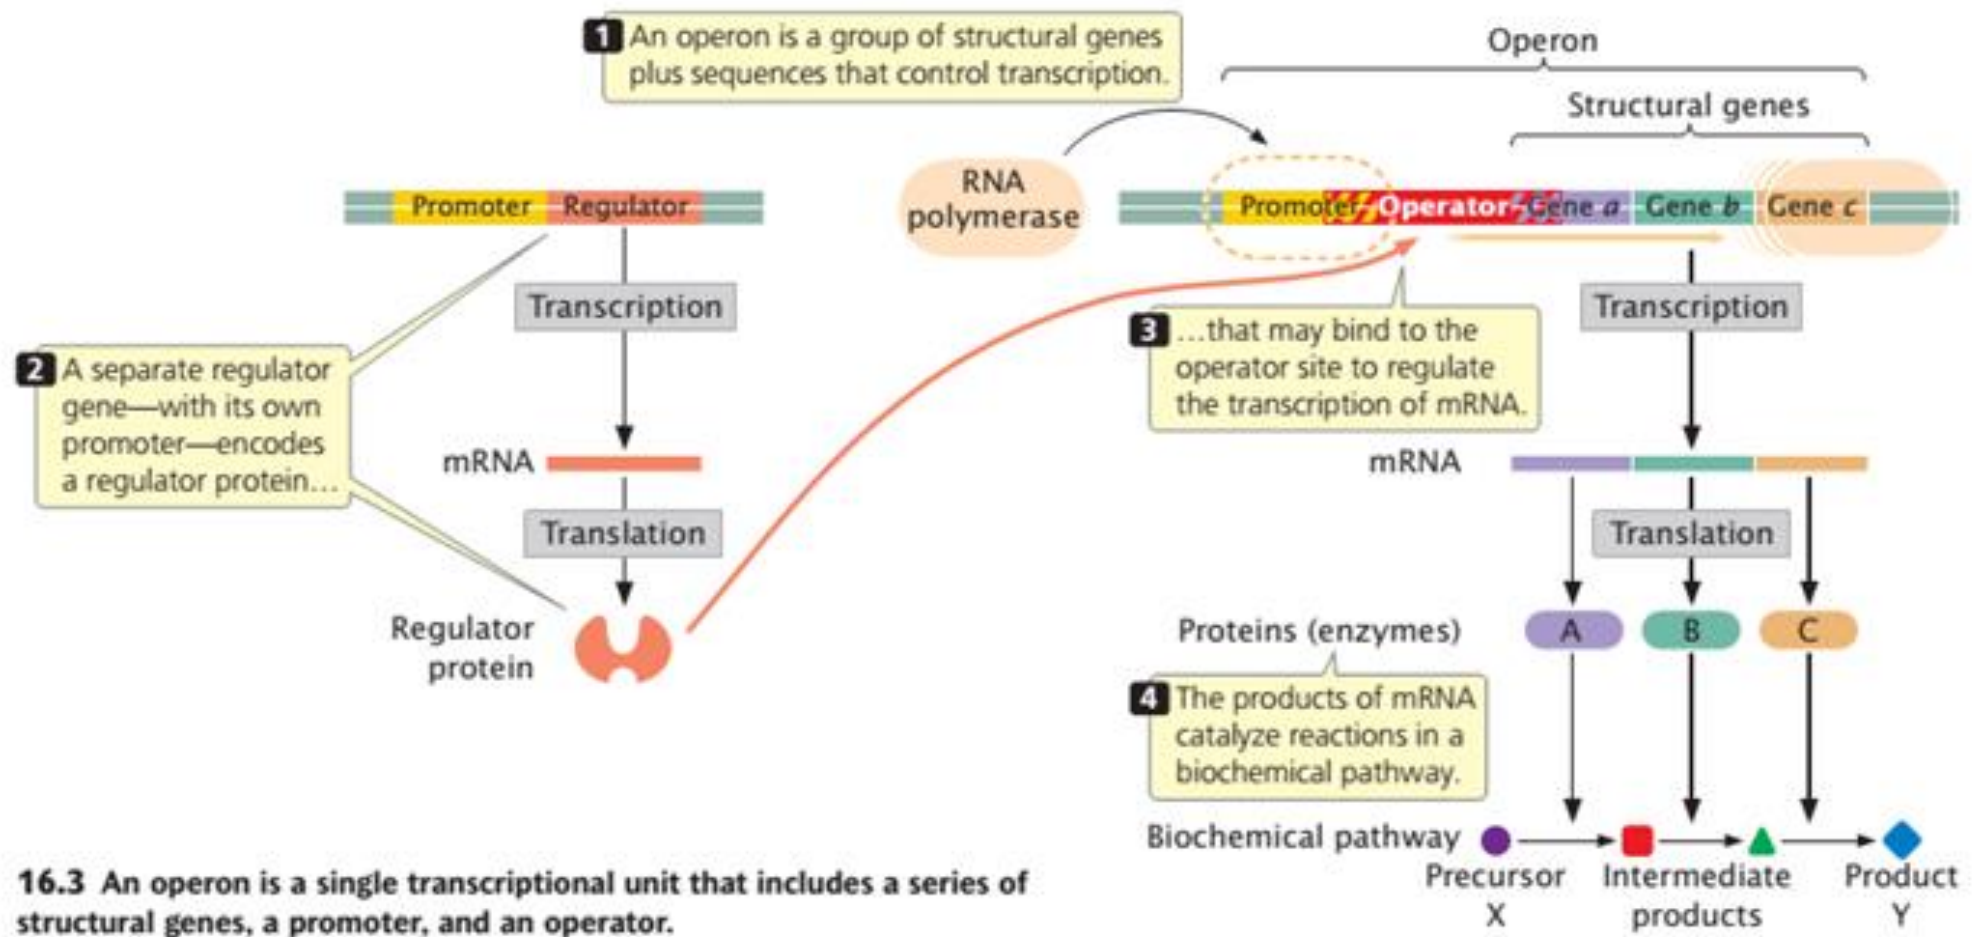 1 An operon is a group of structural genes
plus sequences that control transcription.
Operon
Structural genes
Promoter Regulator
RNA
polymerase
Promoter Operator Gene a Gene b Gene c
Transcription
Transcription
2 A separate regulator
gene—with its own
promoter—encodes
a regulator protein…
3 …that may bind to the
operator site to regulate
the transcription of mRNA.
mRNA
mRNA
Translation
Translation
Regulator
protein
Proteins (enzymes)
A B C
4 The products of mRNA
catalyze reactions in a
biochemical pathway.
Biochemical pathway
Precursor
X
Intermediate
products
Product
Y
16.3 An operon is a single transcriptional unit that includes a series of
structural genes, a promoter, and an operator.